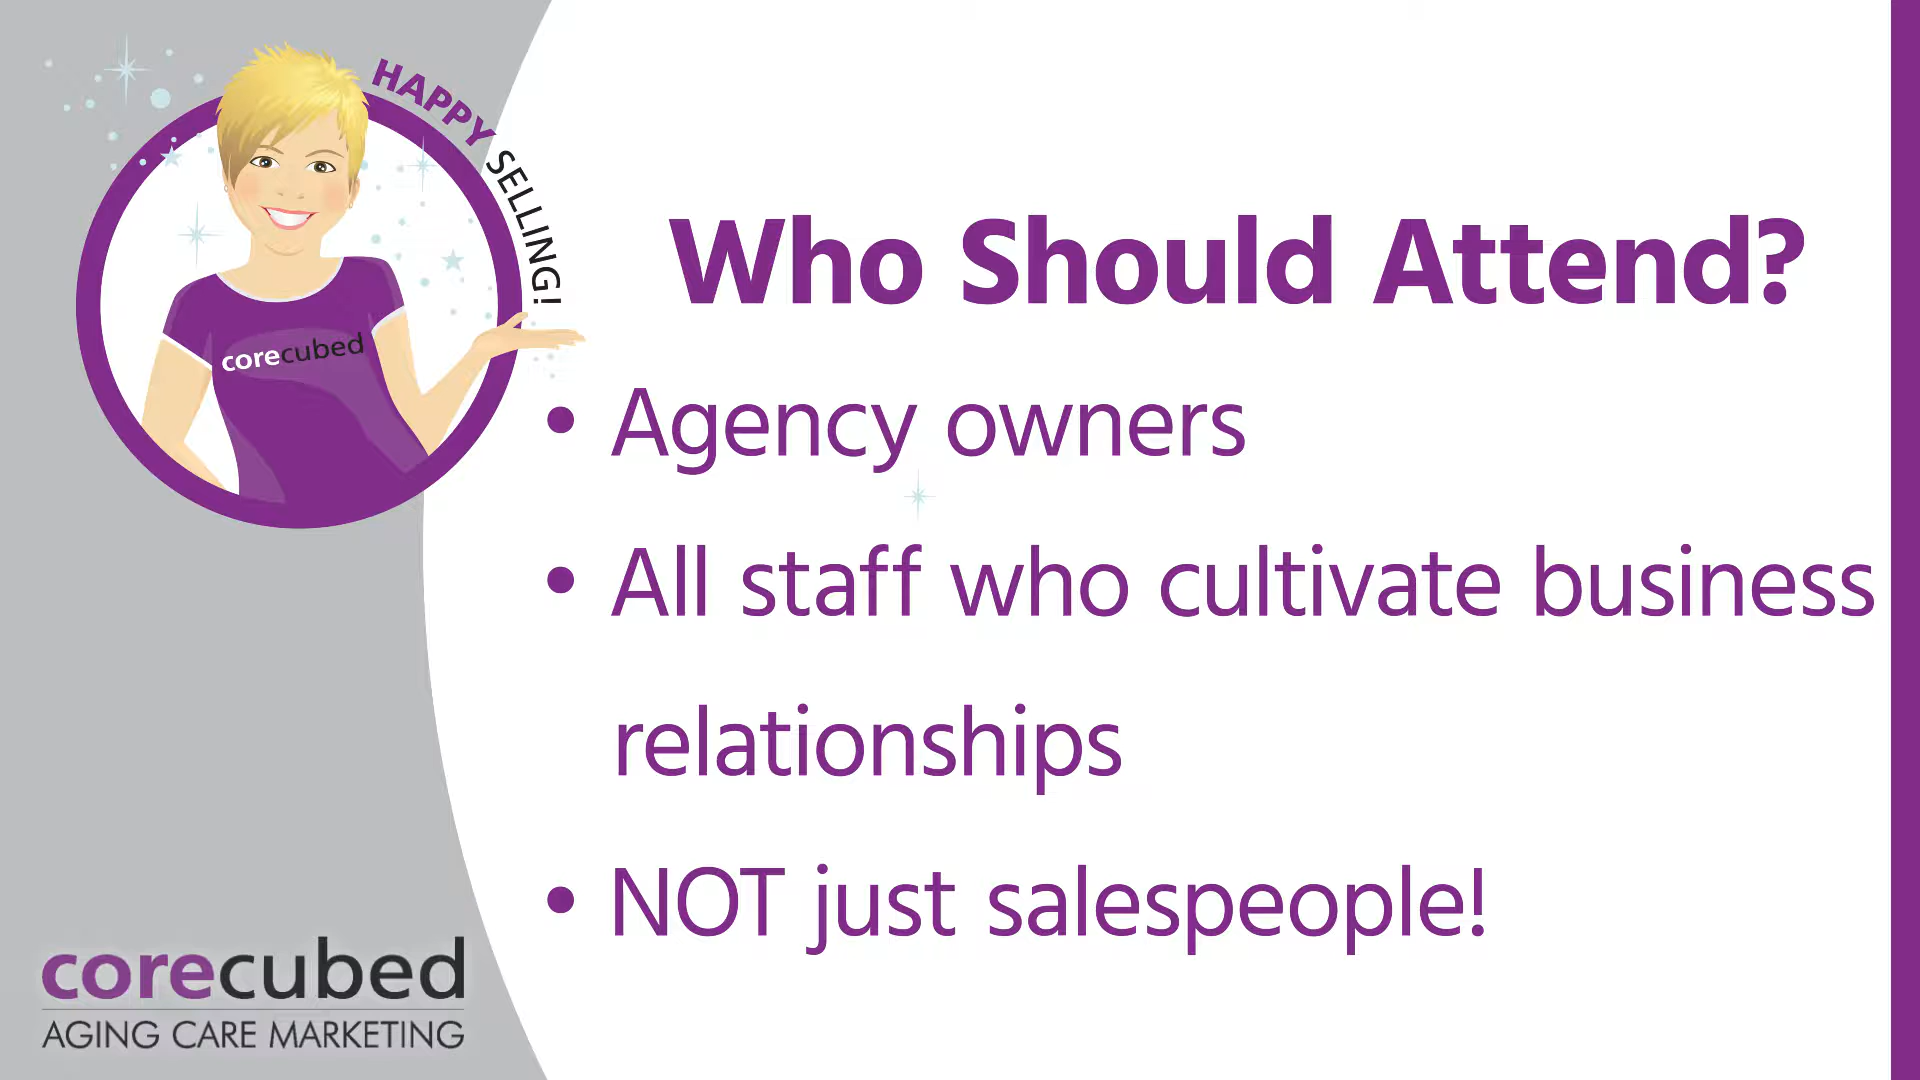 HAPPY SELLING!
corecubed
Who Should Attend?
• Agency owners
• All staff who cultivate business
relationships
• NOT just salespeople!
corecubed
AGING CARE MARKETING